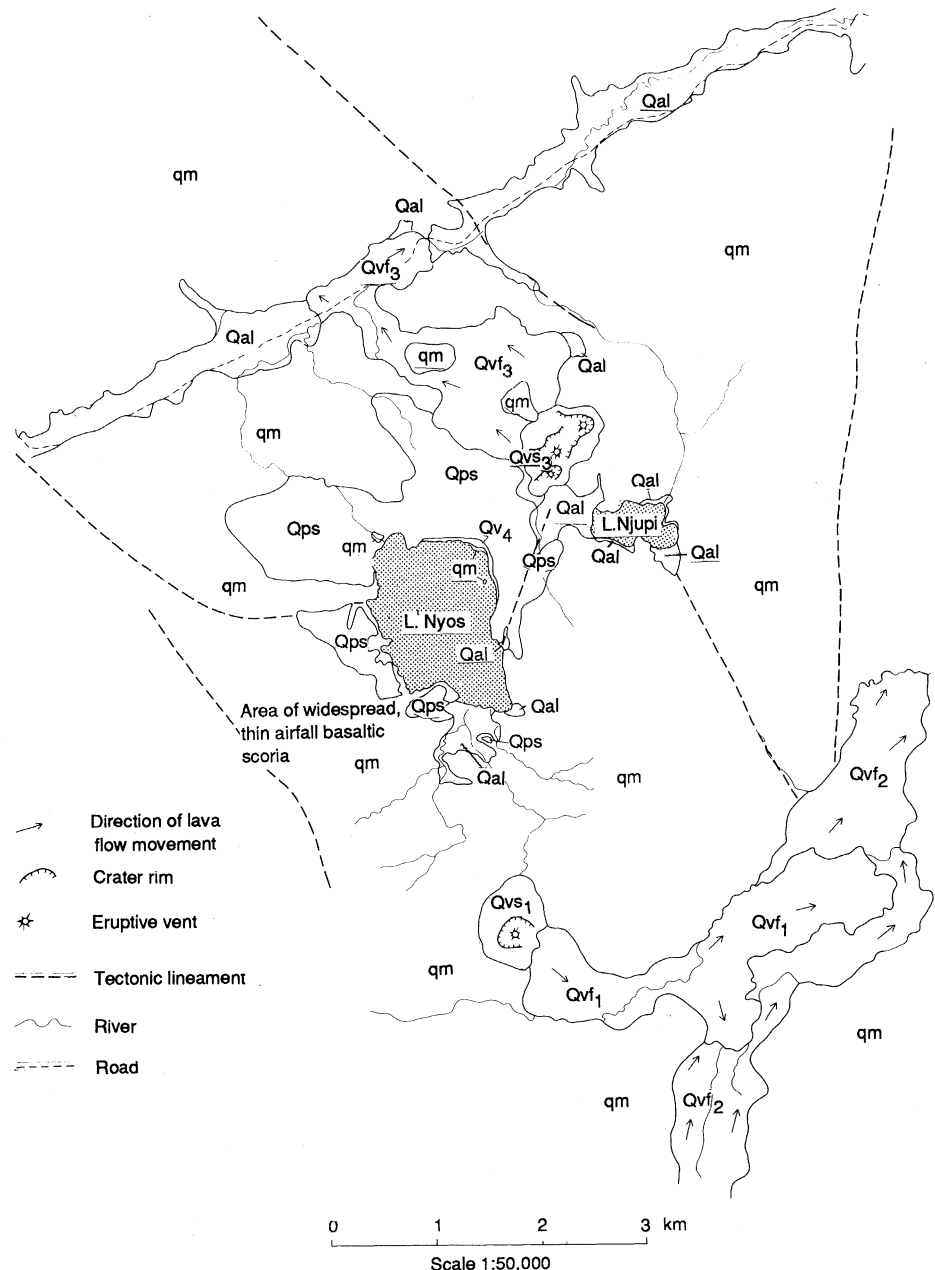 Qal
qm
Qal
qm
Qvf3
Qal
qm
Qvf3
Qal
qm
qm
Qvs3
Qps
Qal
Qal
L.Njupi
Qps
Qv4
qm
qm
Qps
Qal
Qal
qm
qm
L. Nyos
Qps
Qal
Qps
Qal
Area of widespread,
thin airfall basaltic
scoria
Qps
qm
Qal
qm
Qvf2
Direction of lava
flow movement
Crater rim
Eruptive vent
Tectonic lineament
River
Road
Qvs1
Qvf1
qm
Qvf1
qm
qm
Qvf2
0 1 2 3 km
Scale 1:50,000